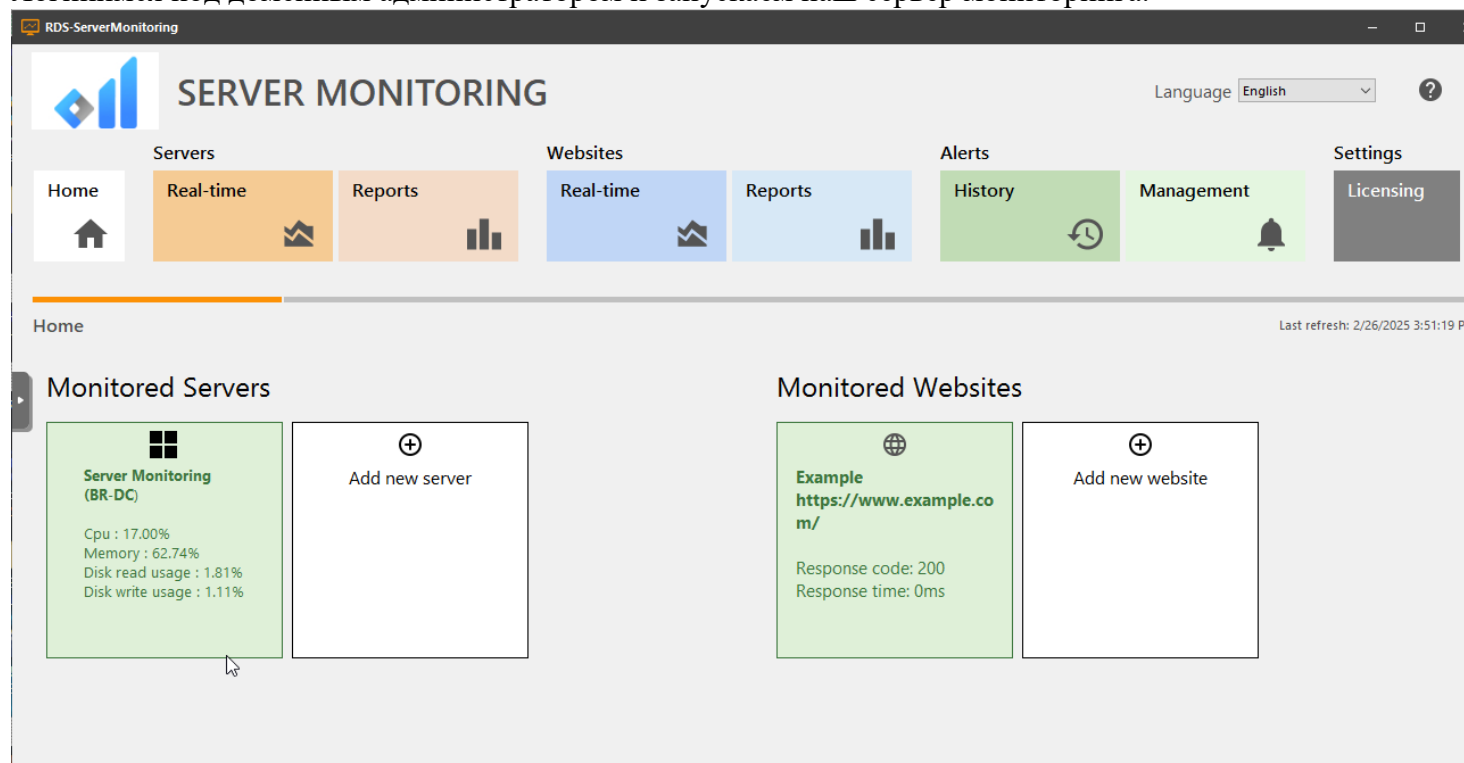 RDS-ServerMonitoring
SERVER MONITORING
Language English
Servers
Websites
Alerts
Settings
Home
Real-time
Reports
Real-time
Reports
History
Management
Licensing
Home
Last refresh: 2/26/2025 3:51:19 P
Monitored Servers
Monitored Websites
Server Monitoring
(BR-DC)
Cpu : 17.00%
Memory : 62.74%
Disk read usage : 1.81%
Disk write usage : 1.11%
Add new server
Example
https://www.example.co
m/
Response code: 200
Response time: 0ms
Add new website